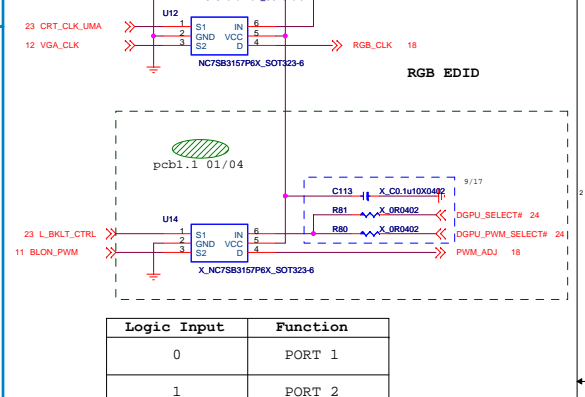 U12
23 CRT_CLK_UMA 1 S1 IN 6
2 GND VCC 5
12 VGA_CLK 3 S2 D 4 RGB_CLK 18
NC7SB3157P6X_SOT323-6
RGB EDID
pcb1.1 01/04
9/17
C113 X_C0.1u10X0402
R81 X_0R0402 DGPU_SELECT# 24
U14
R80 X_0R0402
23 L_BKLT_CTRL 1 S1 IN 6 DGPU_PWM_SELECT# 24
2 GND VCC 5
11 BLON_PWM 3 S2 D 4 PWM_ADJ 18
X_NC7SB3157P6X_SOT323-6
2
Logic Input Function
0 PORT 1
1 PORT 2